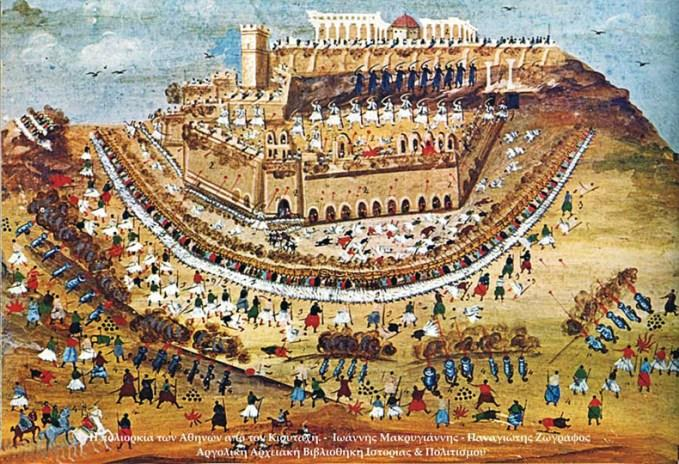 Η πολιορκία των Αθηνών από τον Κιουταχή. - Ιωάννης Μακρυγιάννης - Παναγιώτης Ζωγράφος
Αργολική Αρχειακή Βιβλιοθήκη Ιστορίας & Πολιτισμού